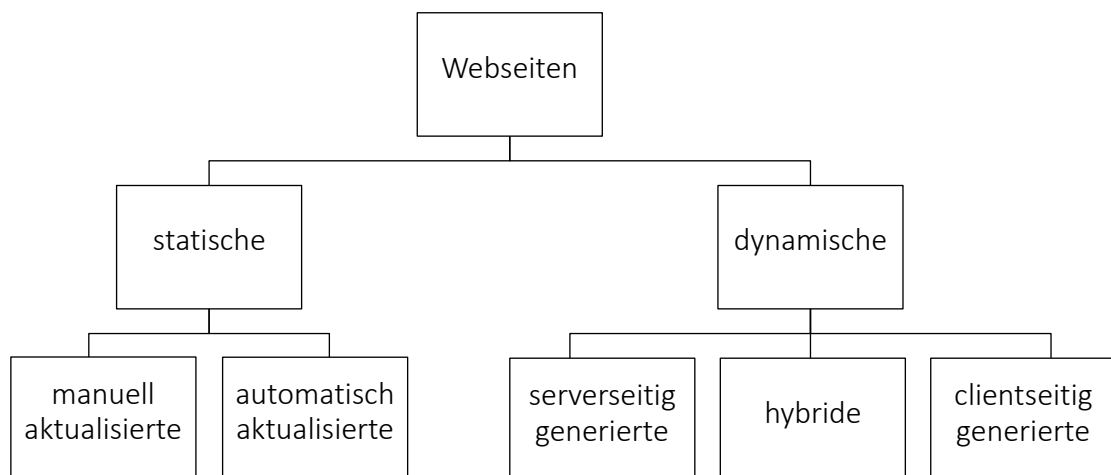 Webseiten
statische
dynamische
manuell
aktualisierte
automatisch
aktualisierte
serverseitig
generierte
hybride
clientseitig
generierte